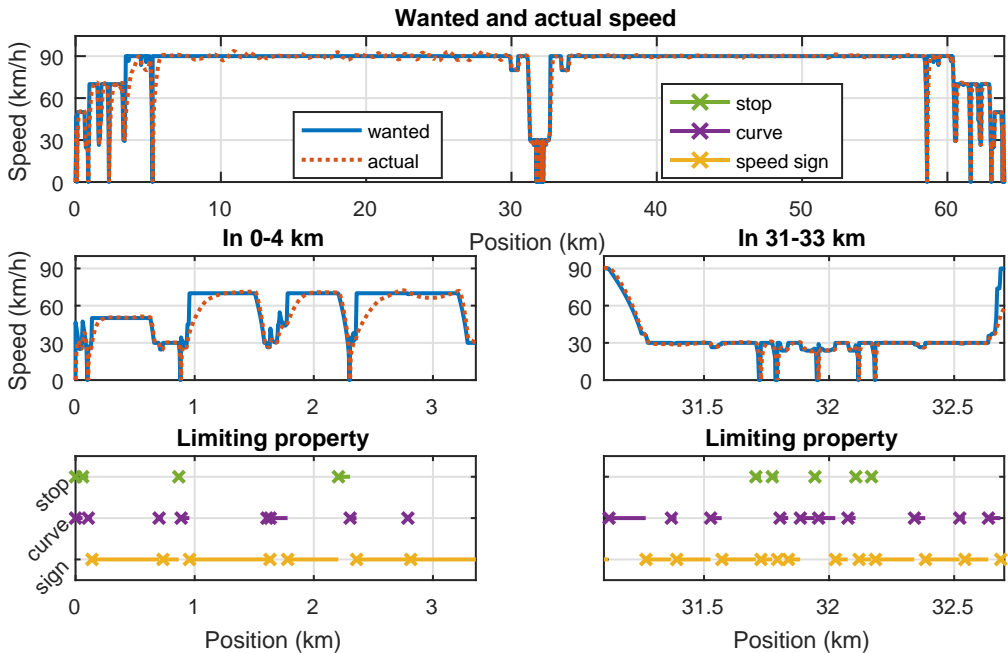 Wanted and actual speed
Speed (km/h)
90
60
30
0
wanted
actual
stop
curve
speed sign
0 10 20 30 40 50 60
Position (km)
In 0-4 km
In 31-33 km
Speed (km/h)
90
60
30
0
0 1 2 3
90
60
30
0
31.5 32 32.5
Limiting property
Limiting property
stop
curve
sign
0 1 2 3
31.5 32 32.5
Position (km)
Position (km)